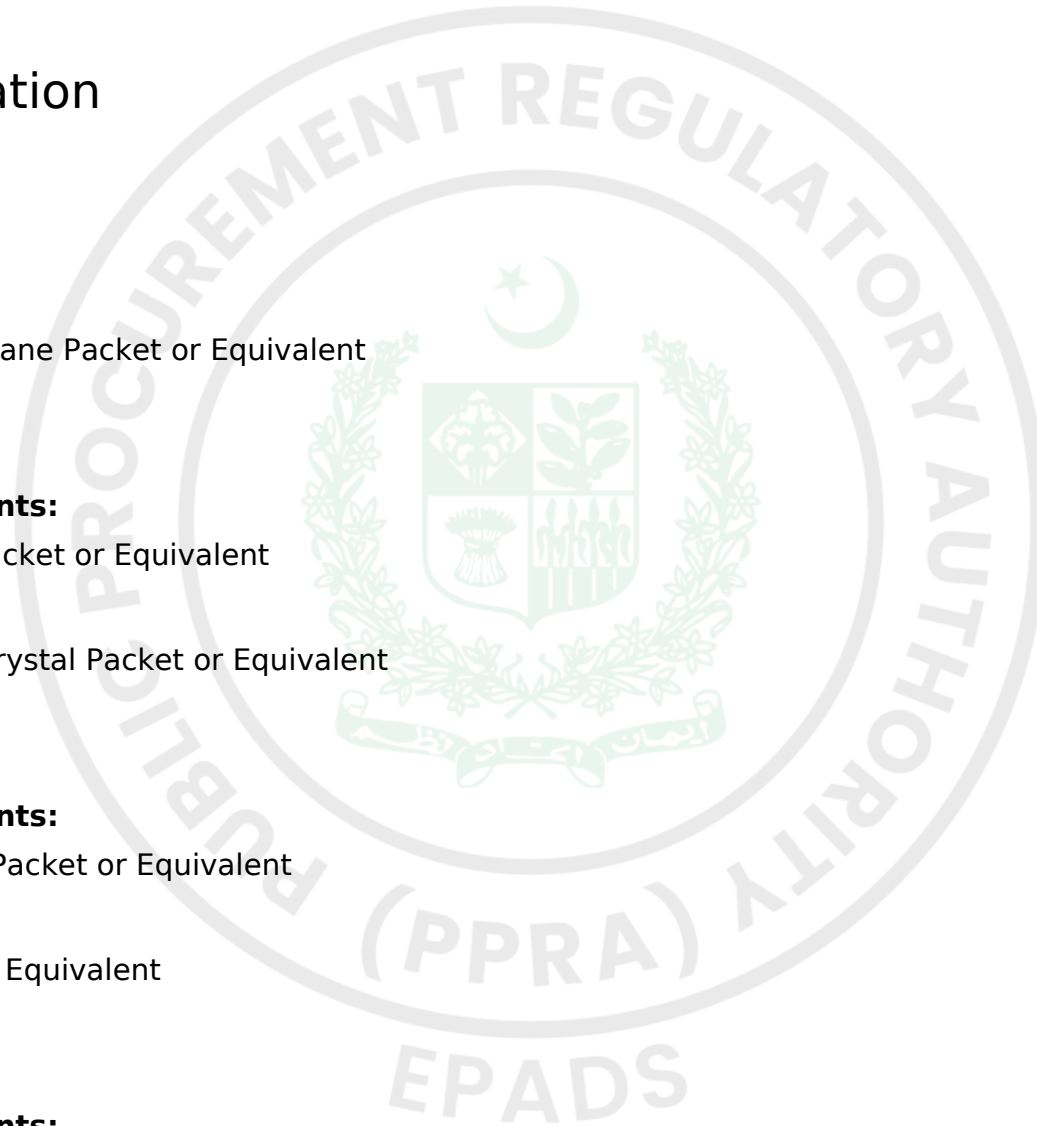 ation
PUBLIC PROCUREMENT REGULATORY AUTHORITY
ane Packet or Equivalent
nts:
cket or Equivalent
rystal Packet or Equivalent
nts:
Packet or Equivalent
(PPRA)
Equivalent
EPADS
nts: